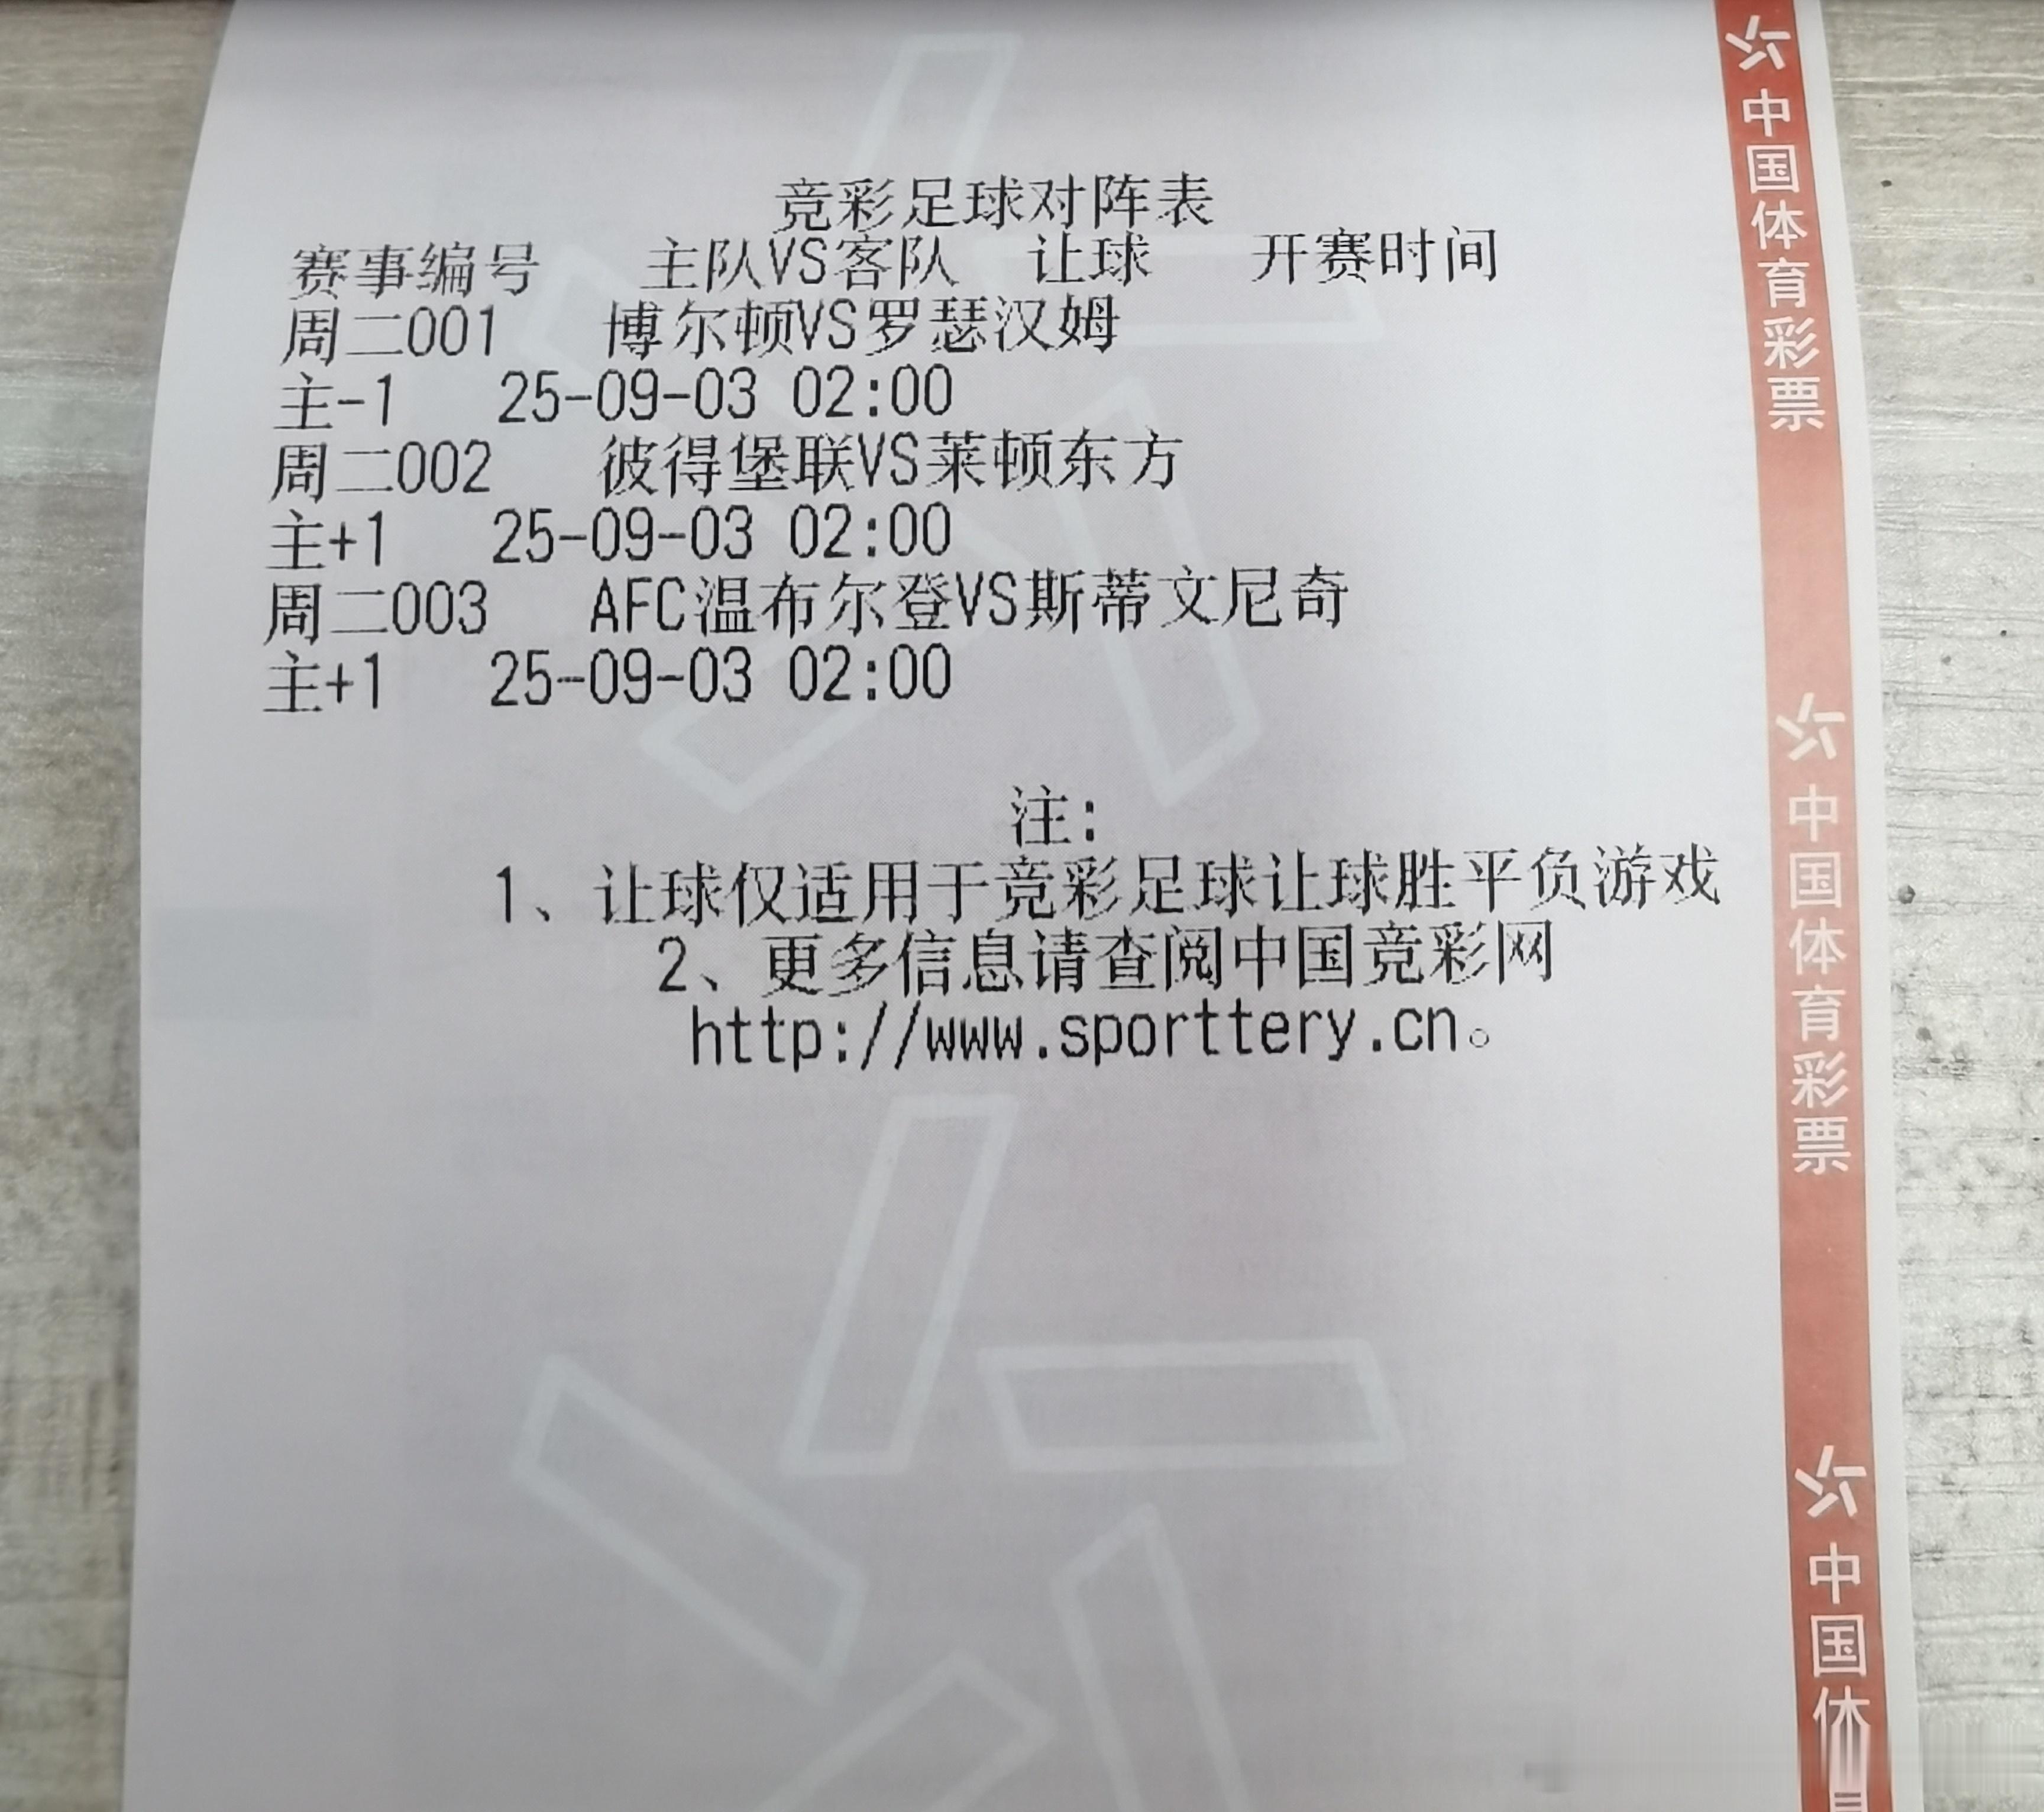 竞彩足球对阵表
赛事编号 主队VS客队 让球 开赛时间
周二001 博尔顿VS罗瑟汉姆
主-1 25-09-03 02:00
周二002 彼得堡联VS莱顿东方
主+1 25-09-03 02:00
周二003 AFC温布尔登VS斯蒂文尼奇
主+1 25-09-03 02:00
注:
1、让球仅适用于竞彩足球让球胜平负游戏
2、更多信息请查阅中国竞彩网
http://www.sporttery.cn。
中国体育彩票
中国体育彩票
中国体